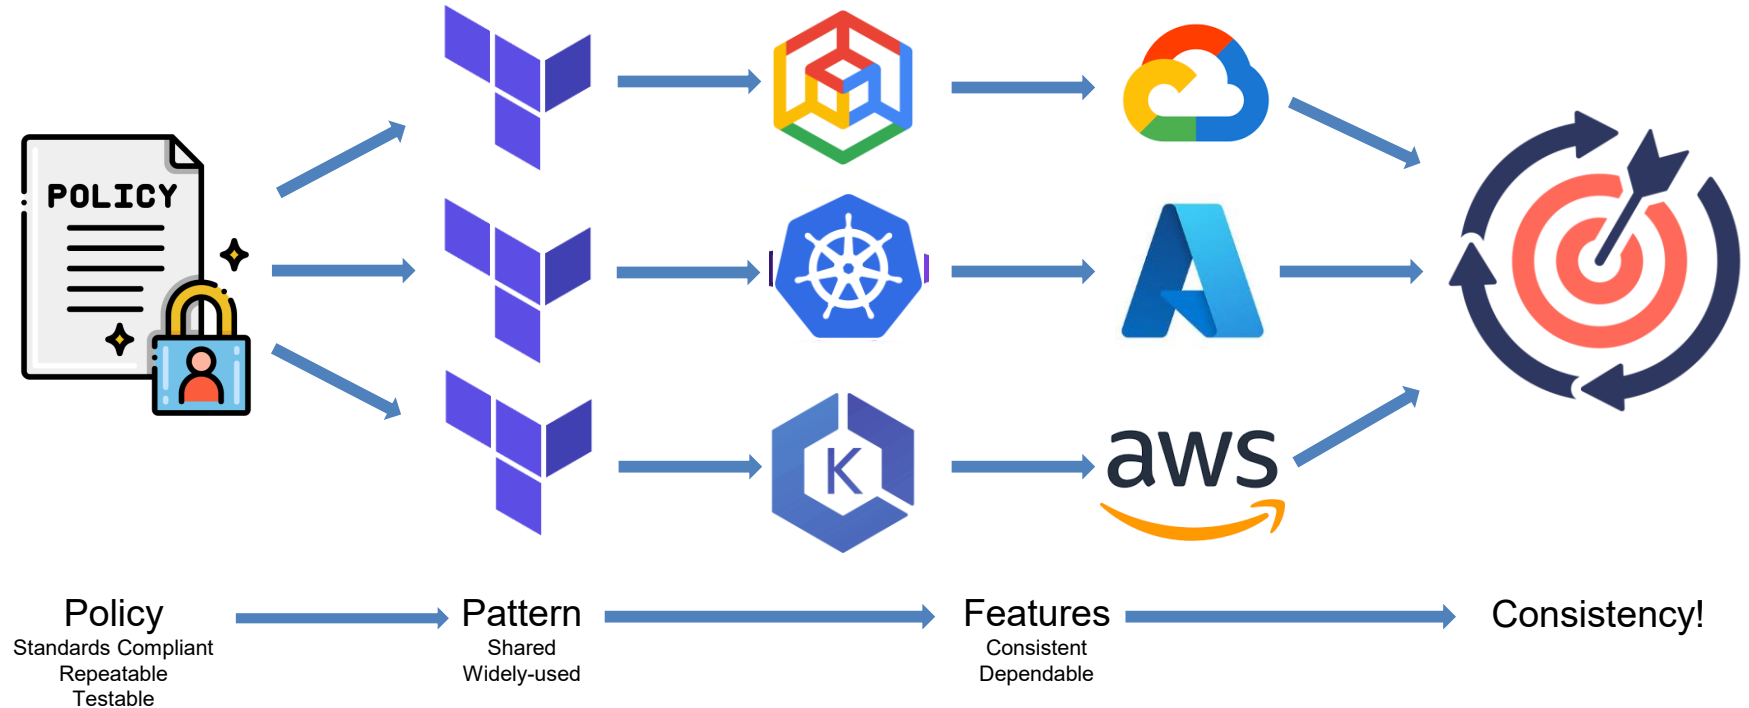 POLICY
K
aws
Policy
Standards Compliant
Repeatable
Testable
Pattern
Shared
Widely-used
Features
Consistent
Dependable
Consistency!